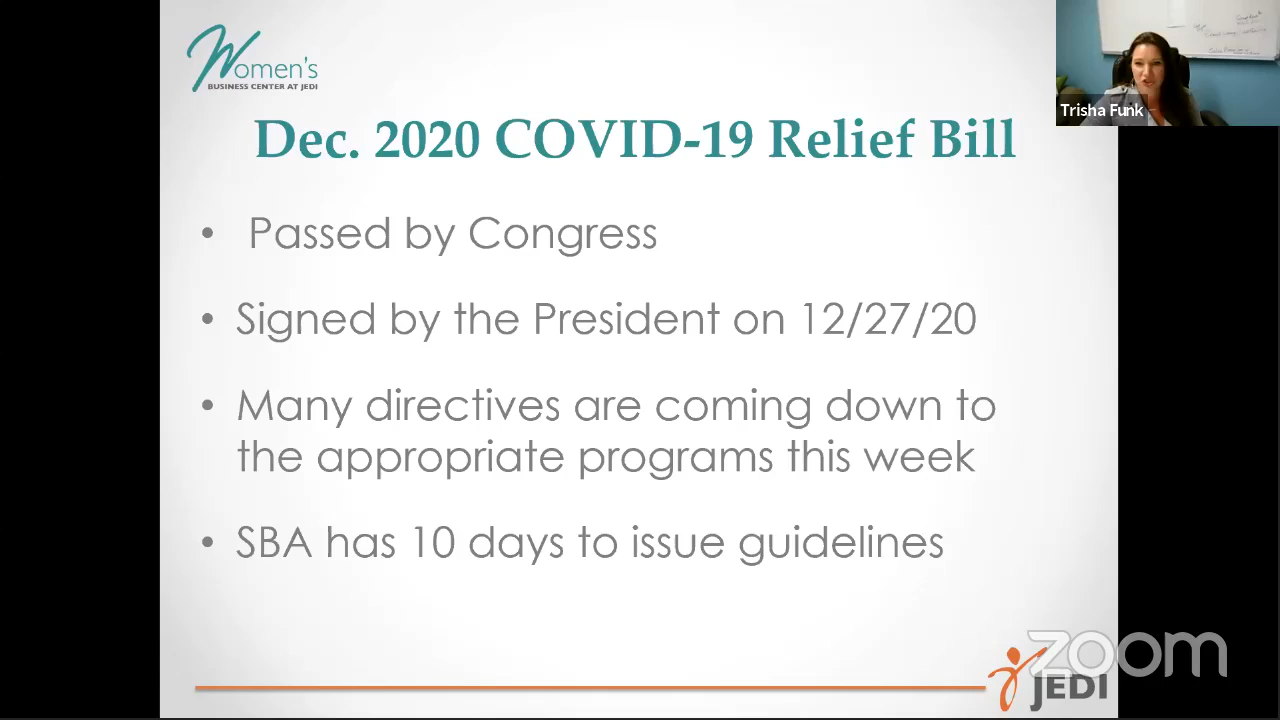 Women's
BUSINESS CENTER AT JEDI
Trisha Funk
Dec. 2020 COVID-19 Relief Bill
• Passed by Congress
• Signed by the President on 12/27/20
• Many directives are coming down to
the appropriate programs this week
• SBA has 10 days to issue guidelines
zoom
JEDI